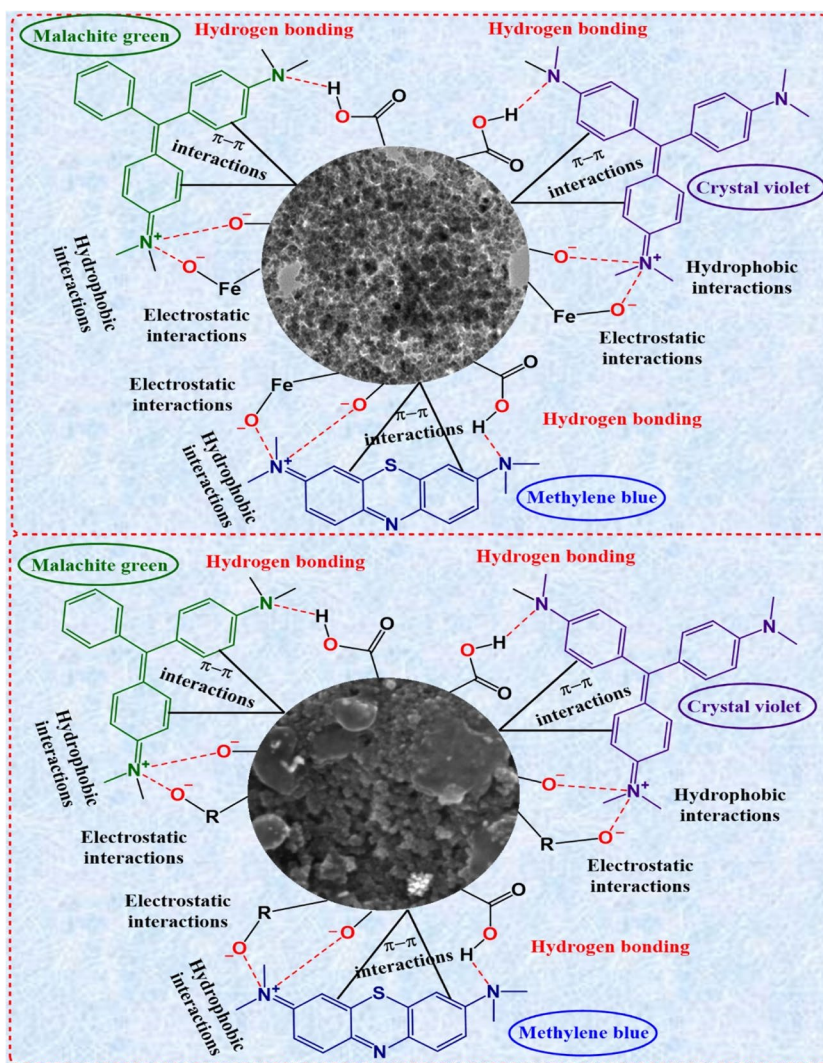 Malachite green
Hydrogen bonding
Hydrogen bonding
N
H
O
O
N
N
H
O
O
π–π
interactions
π–π
interactions
Crystal violet
N+
O−
O−
Fe
Hydrophobic
interactions
Electrostatic
interactions
O−
N+
Hydrophobic
interactions
Fe
O−
Electrostatic
interactions
Electrostatic
interactions
Fe
O−
O−
O
O
H
π–π
interactions
Hydrogen bonding
Hydrophobic
interactions
N+
S
N
N
Methylene blue
Malachite green
Hydrogen bonding
Hydrogen bonding
N
H
O
O
N
N
H
O
O
π–π
interactions
π–π
interactions
Crystal violet
N+
O−
O−
R
Hydrophobic
interactions
Electrostatic
interactions
O−
N+
Hydrophobic
interactions
R
O−
Electrostatic
interactions
Electrostatic
interactions
R
O−
O−
O
O
H
π–π
interactions
Hydrogen bonding
Hydrophobic
interactions
N+
S
N
N
Methylene blue